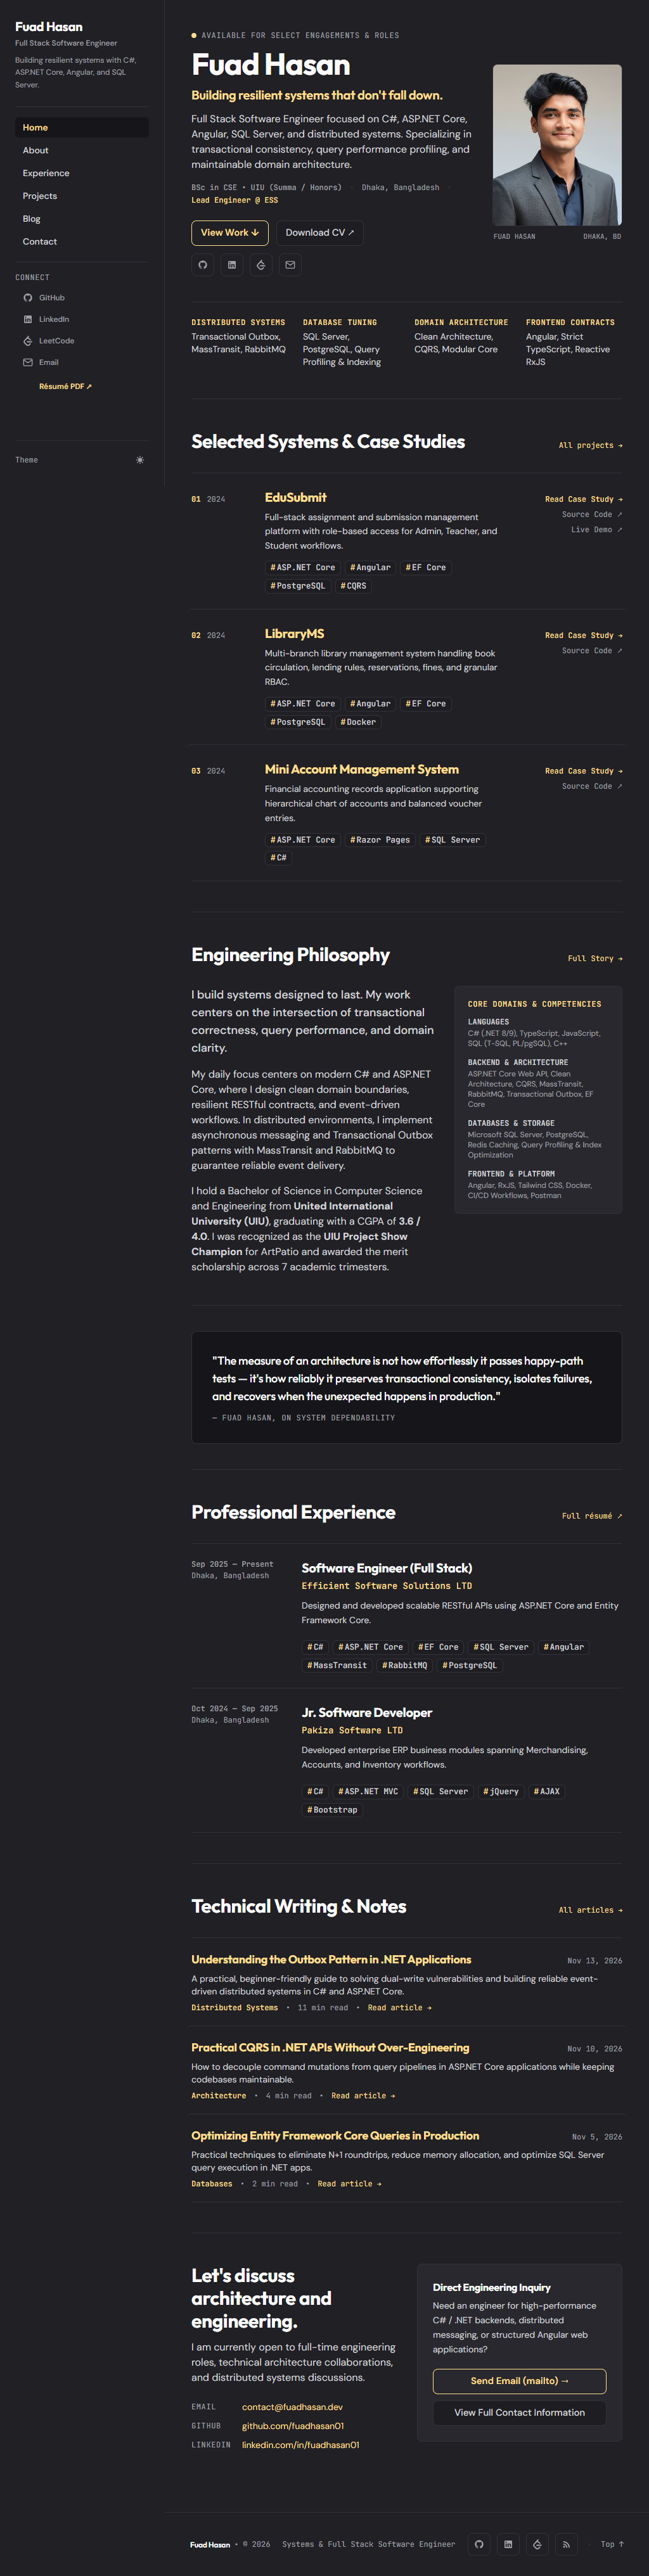 Fuad Hasan
Full Stack Software Engineer
Building resilient systems with C#,
ASP.NET Core, Angular, and SQL
Server.
Home
About
Experience
Projects
Blog
Contact
CONNECT
GitHub
LinkedIn
LeetCode
Email
Résumé PDF ↗
Theme
AVAILABLE FOR SELECT ENGAGEMENTS & ROLES
Fuad Hasan
Building resilient systems that don't fall down.
Full Stack Software Engineer focused on C#, ASP.NET Core,
Angular, SQL Server, and distributed systems. Specializing in
transactional consistency, query performance profiling, and
maintainable domain architecture.
BSc in CSE • UIU (Summa / Honors) · Dhaka, Bangladesh ·
Lead Engineer @ ESS
View Work ↓
Download CV ↗
FUAD HASAN
DHAKA, BD
DISTRIBUTED SYSTEMS
Transactional Outbox,
MassTransit, RabbitMQ
DATABASE TUNING
SQL Server,
PostgreSQL, Query
Profiling & Indexing
DOMAIN ARCHITECTURE
Clean Architecture,
CQRS, Modular Core
FRONTEND CONTRACTS
Angular, Strict
TypeScript, Reactive
RxJS
Selected Systems & Case Studies
All projects →
01 2024
EduSubmit
Full-stack assignment and submission management
platform with role-based access for Admin, Teacher, and
Student workflows.
#ASP.NET Core #Angular #EF Core
#PostgreSQL #CQRS
Read Case Study →
Source Code ↗
Live Demo ↗
02 2024
LibraryMS
Multi-branch library management system handling book
circulation, lending rules, reservations, fines, and granular
RBAC.
#ASP.NET Core #Angular #EF Core
#PostgreSQL #Docker
Read Case Study →
Source Code ↗
03 2024
Mini Account Management System
Financial accounting records application supporting
hierarchical chart of accounts and balanced voucher
entries.
#ASP.NET Core #Razor Pages #SQL Server
#C#
Read Case Study →
Source Code ↗
Engineering Philosophy
Full Story →
I build systems designed to last. My work
centers on the intersection of transactional
correctness, query performance, and domain
clarity.
My daily focus centers on modern C# and ASP.NET
Core, where I design clean domain boundaries,
resilient RESTful contracts, and event-driven
workflows. In distributed environments, I implement
asynchronous messaging and Transactional Outbox
patterns with MassTransit and RabbitMQ to
guarantee reliable event delivery.
I hold a Bachelor of Science in Computer Science
and Engineering from United International
University (UIU), graduating with a CGPA of 3.6 /
4.0. I was recognized as the UIU Project Show
Champion for ArtPatio and awarded the merit
scholarship across 7 academic trimesters.
CORE DOMAINS & COMPETENCIES
LANGUAGES
C# (.NET 8/9), TypeScript, JavaScript,
SQL (T-SQL, PL/pgSQL), C++
BACKEND & ARCHITECTURE
ASP.NET Core Web API, Clean
Architecture, CQRS, MassTransit,
RabbitMQ, Transactional Outbox, EF
Core
DATABASES & STORAGE
Microsoft SQL Server, PostgreSQL,
Redis Caching, Query Profiling & Index
Optimization
FRONTEND & PLATFORM
Angular, RxJS, Tailwind CSS, Docker,
CI/CD Workflows, Postman
"The measure of an architecture is not how effortlessly it passes happy-path
tests — it's how reliably it preserves transactional consistency, isolates failures,
and recovers when the unexpected happens in production."
— FUAD HASAN, ON SYSTEM DEPENDABILITY
Professional Experience
Full résumé ↗
Sep 2025 — Present
Dhaka, Bangladesh
Software Engineer (Full Stack)
Efficient Software Solutions LTD
Designed and developed scalable RESTful APIs using ASP.NET Core and Entity
Framework Core.
#C# #ASP.NET Core #EF Core #SQL Server #Angular
#MassTransit #RabbitMQ #PostgreSQL
Oct 2024 — Sep 2025
Dhaka, Bangladesh
Jr. Software Developer
Pakiza Software LTD
Developed enterprise ERP business modules spanning Merchandising,
Accounts, and Inventory workflows.
#C# #ASP.NET MVC #SQL Server #jQuery #AJAX
#Bootstrap
Technical Writing & Notes
All articles →
Understanding the Outbox Pattern in .NET Applications
Nov 13, 2026
A practical, beginner-friendly guide to solving dual-write vulnerabilities and building reliable event-
driven distributed systems in C# and ASP.NET Core.
Distributed Systems • 11 min read • Read article →
Practical CQRS in .NET APIs Without Over-Engineering
Nov 10, 2026
How to decouple command mutations from query pipelines in ASP.NET Core applications while keeping
codebases maintainable.
Architecture • 4 min read • Read article →
Optimizing Entity Framework Core Queries in Production
Nov 5, 2026
Practical techniques to eliminate N+1 roundtrips, reduce memory allocation, and optimize SQL Server
query execution in .NET apps.
Databases • 2 min read • Read article →
Let's discuss
architecture and
engineering.
I am currently open to full-time engineering
roles, technical architecture collaborations,
and distributed systems discussions.
EMAIL contact@fuadhasan.dev
GITHUB github.com/fuadhasan01
LINKEDIN linkedin.com/in/fuadhasan01
Direct Engineering Inquiry
Need an engineer for high-performance
C# / .NET backends, distributed
messaging, or structured Angular web
applications?
Send Email (mailto) →
View Full Contact Information
Fuad Hasan • © 2026 Systems & Full Stack Software Engineer
Top ↑